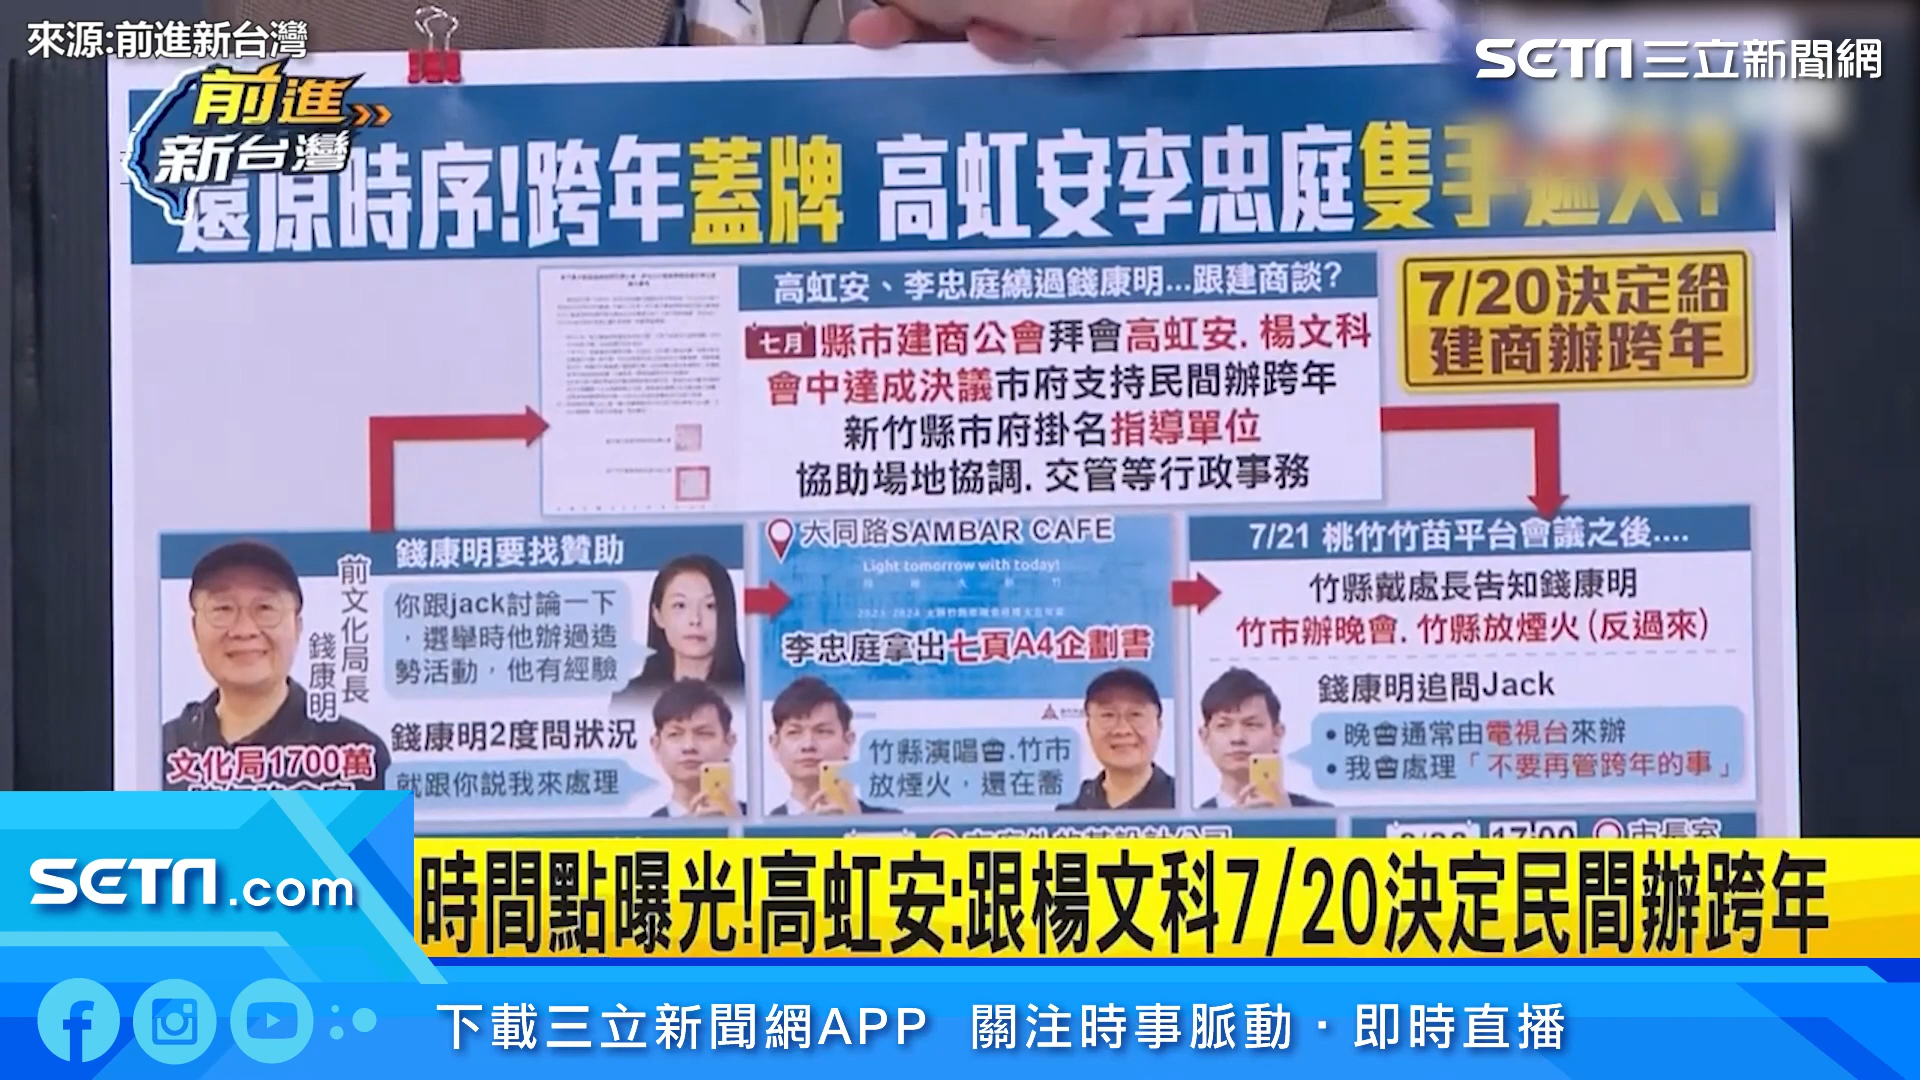 來源:前進新台灣
SETN三立新聞網
前進
新台灣
還原時序!跨年蓋牌 高虹安李忠庭隻手遮天?
高虹安、李忠庭繞過錢康明...跟建商談?
七月 縣市建商公會拜會高虹安. 楊文科
會中達成決議市府支持民間辦跨年
新竹縣市府掛名指導單位
協助場地協調. 交管等行政事務
7/20決定給
建商辦跨年
錢康明要找贊助
前文化局長
錢康明
你跟jack討論一下
，選舉時他辦過造
勢活動，他有經驗
錢康明2度問狀況
就跟你說我來處理
文化局1700萬
大同路SAMBAR CAFE
Light tomorrow with today!
李忠庭拿出七頁A4企劃書
竹縣演唱會.竹市
放煙火，還在喬
7/21 桃竹竹苗平台會議之後....
竹縣戴處長告知錢康明
竹市辦晚會. 竹縣放煙火(反過來)
錢康明追問Jack
•晚會通常由電視台來辦
•我會處理「不要再管跨年的事」
17:00
市長室
SETN.com
時間點曝光!高虹安:跟楊文科7/20決定民間辦跨年
下載三立新聞網APP 關注時事脈動·即時直播